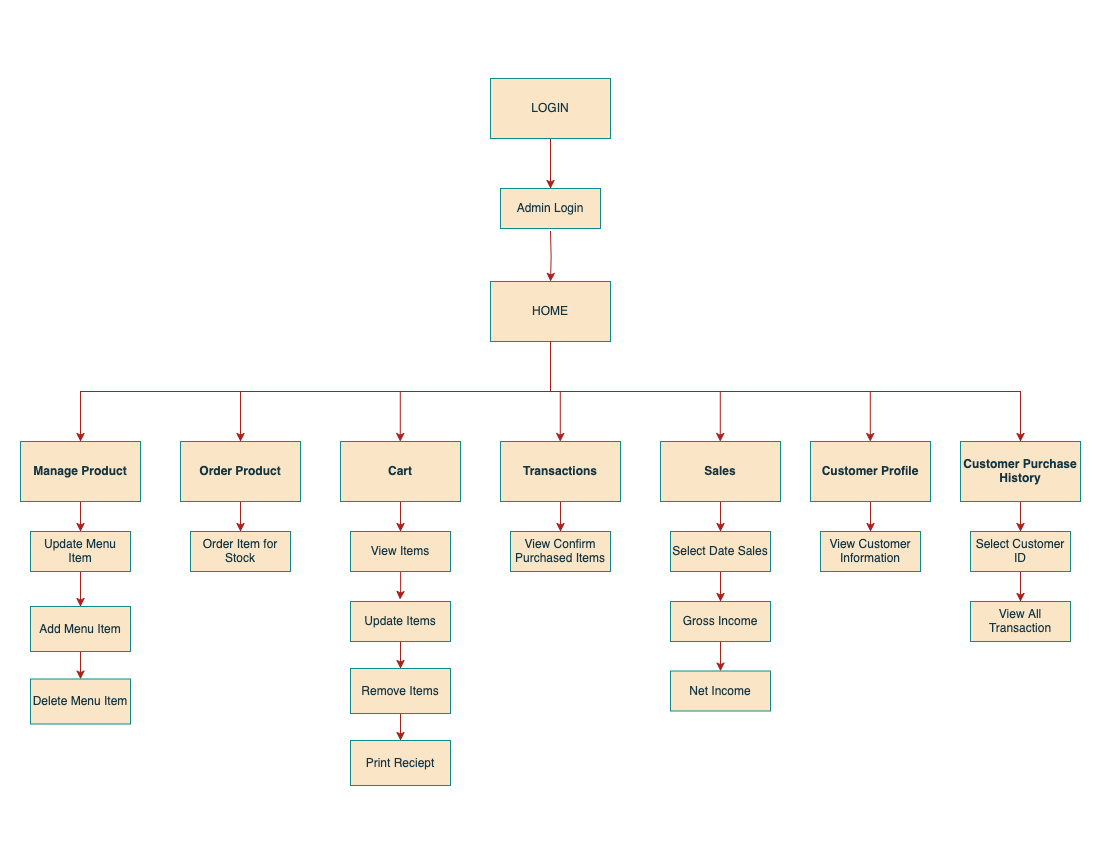 LOGIN
Admin Login
HOME
Manage Product
Order Product
Cart
Transactions
Sales
Customer Profile
Customer Purchase
History
Update Menu
Item
Order Item for
Stock
View Items
View Confirm
Purchased Items
Select Date Sales
View Customer
Information
Select Customer
ID
Add Menu Item
Update Items
Gross Income
View All
Transaction
Delete Menu Item
Remove Items
Net Income
Print Reciept